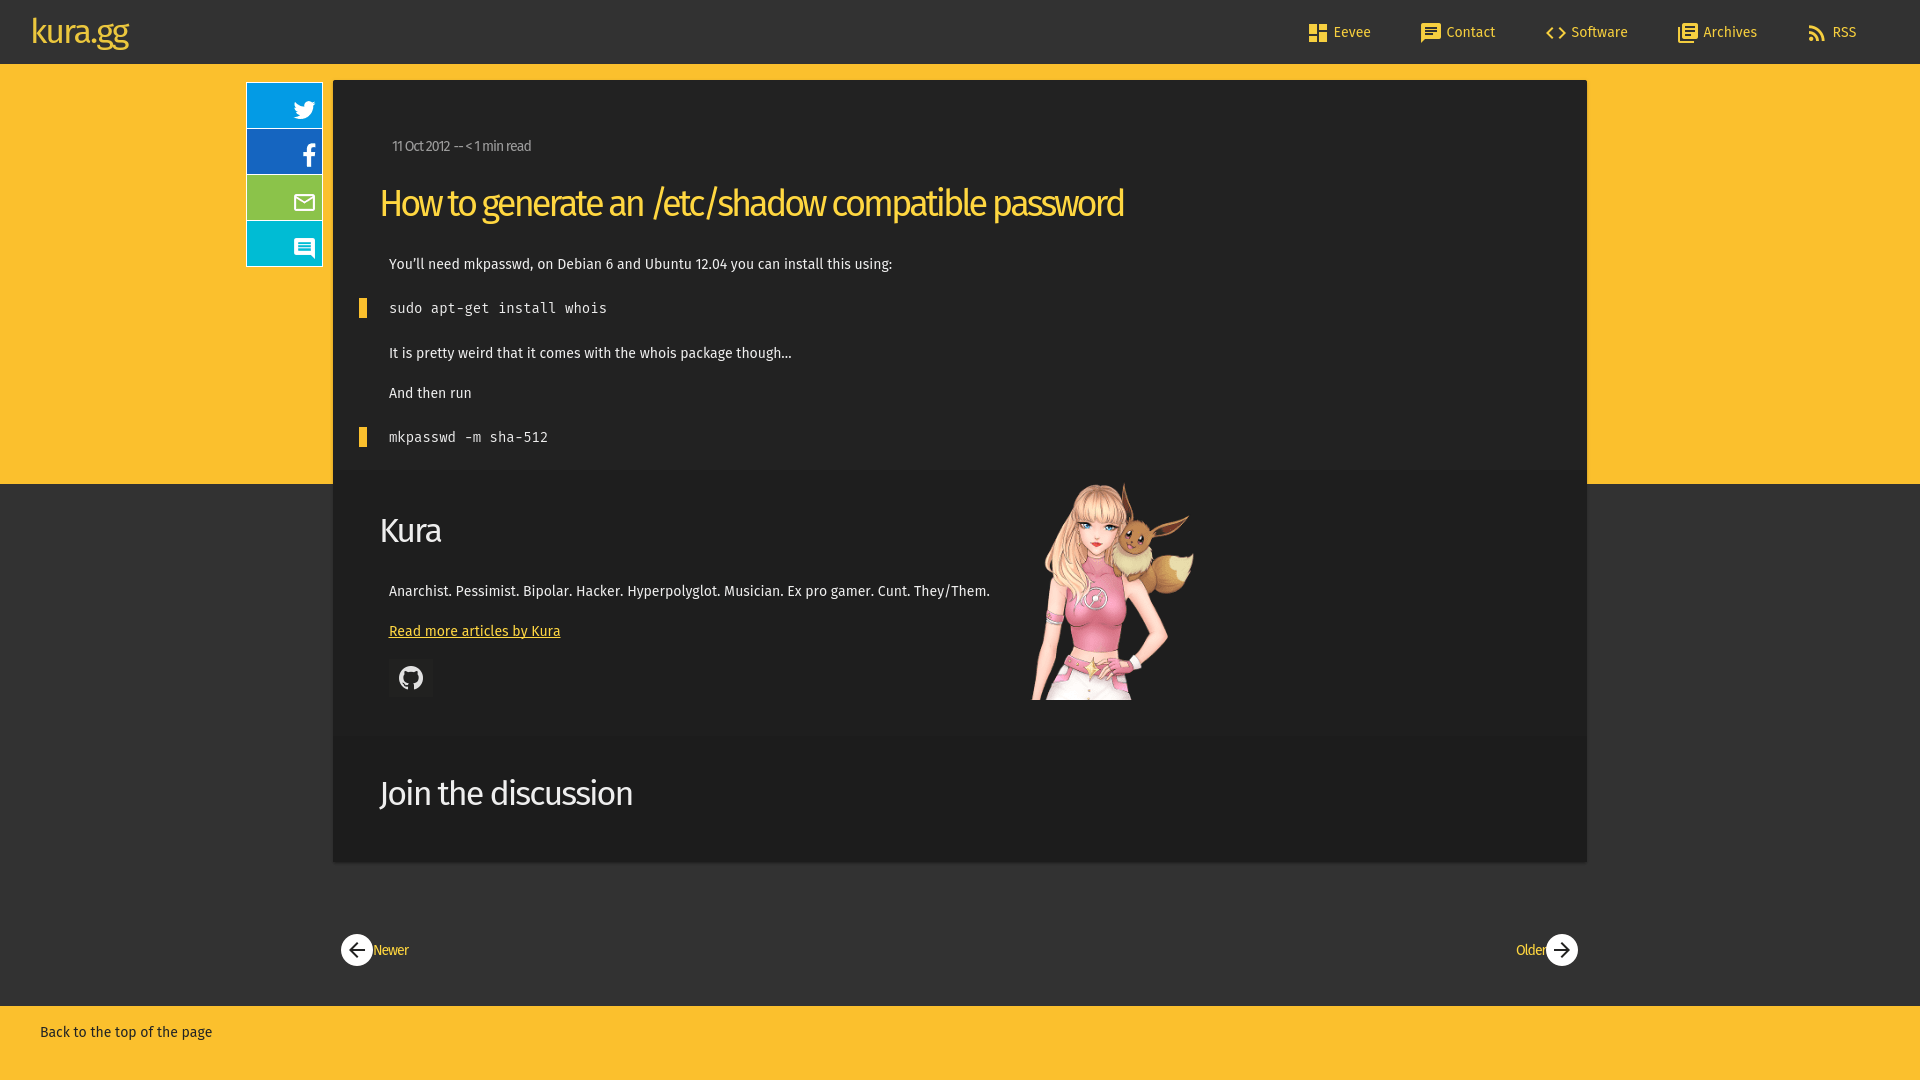 kura.gg
Eevee
Contact
Software
Archives
RSS
11 Oct 2012 -- < 1 min read
How to generate an /etc/shadow compatible password
You’ll need mkpasswd, on Debian 6 and Ubuntu 12.04 you can install this using:
sudo apt-get install whois
It is pretty weird that it comes with the whois package though…
And then run
mkpasswd -m sha-512
Kura
Anarchist. Pessimist. Bipolar. Hacker. Hyperpolyglot. Musician. Ex pro gamer. Cunt. They/Them.
Read more articles by Kura
Join the discussion
Newer
Older
Back to the top of the page